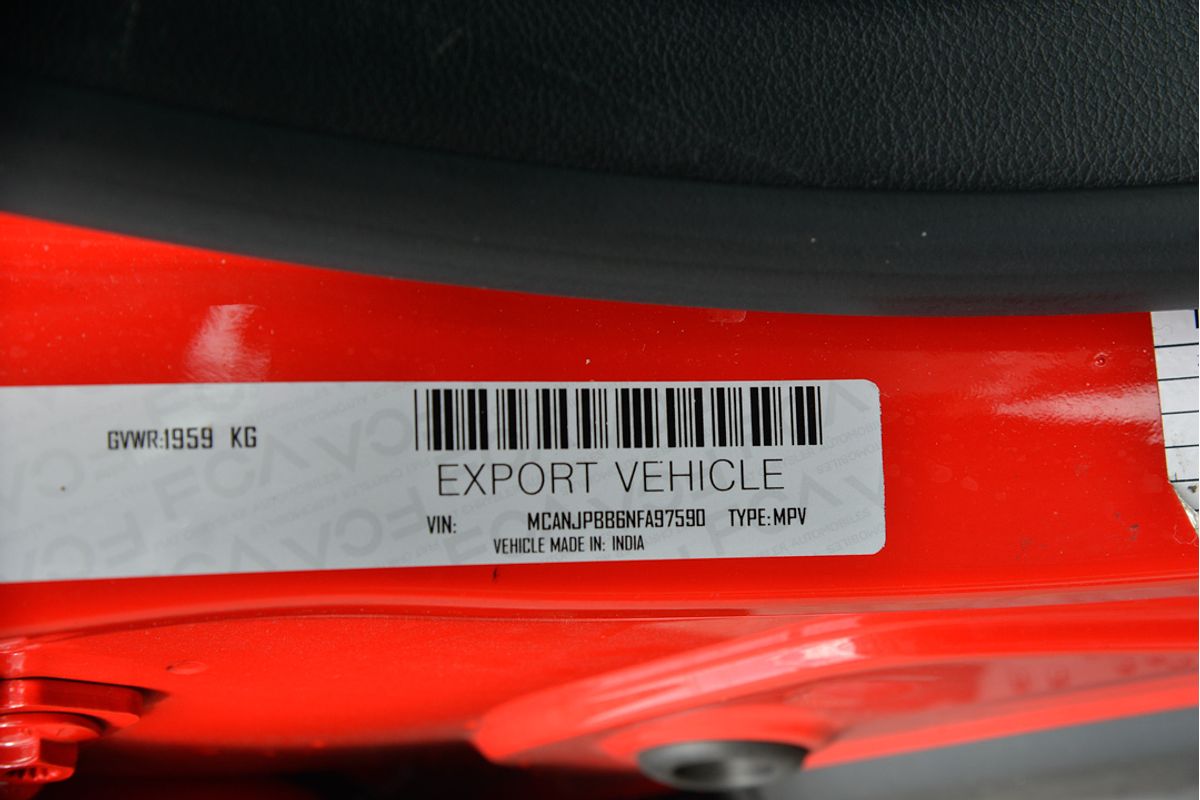 GVWR:1959 KG
EXPORT VEHICLE
VIN: MCANJPBB6NFA97590 TYPE:MPV
VEHICLE MADE IN: INDIA